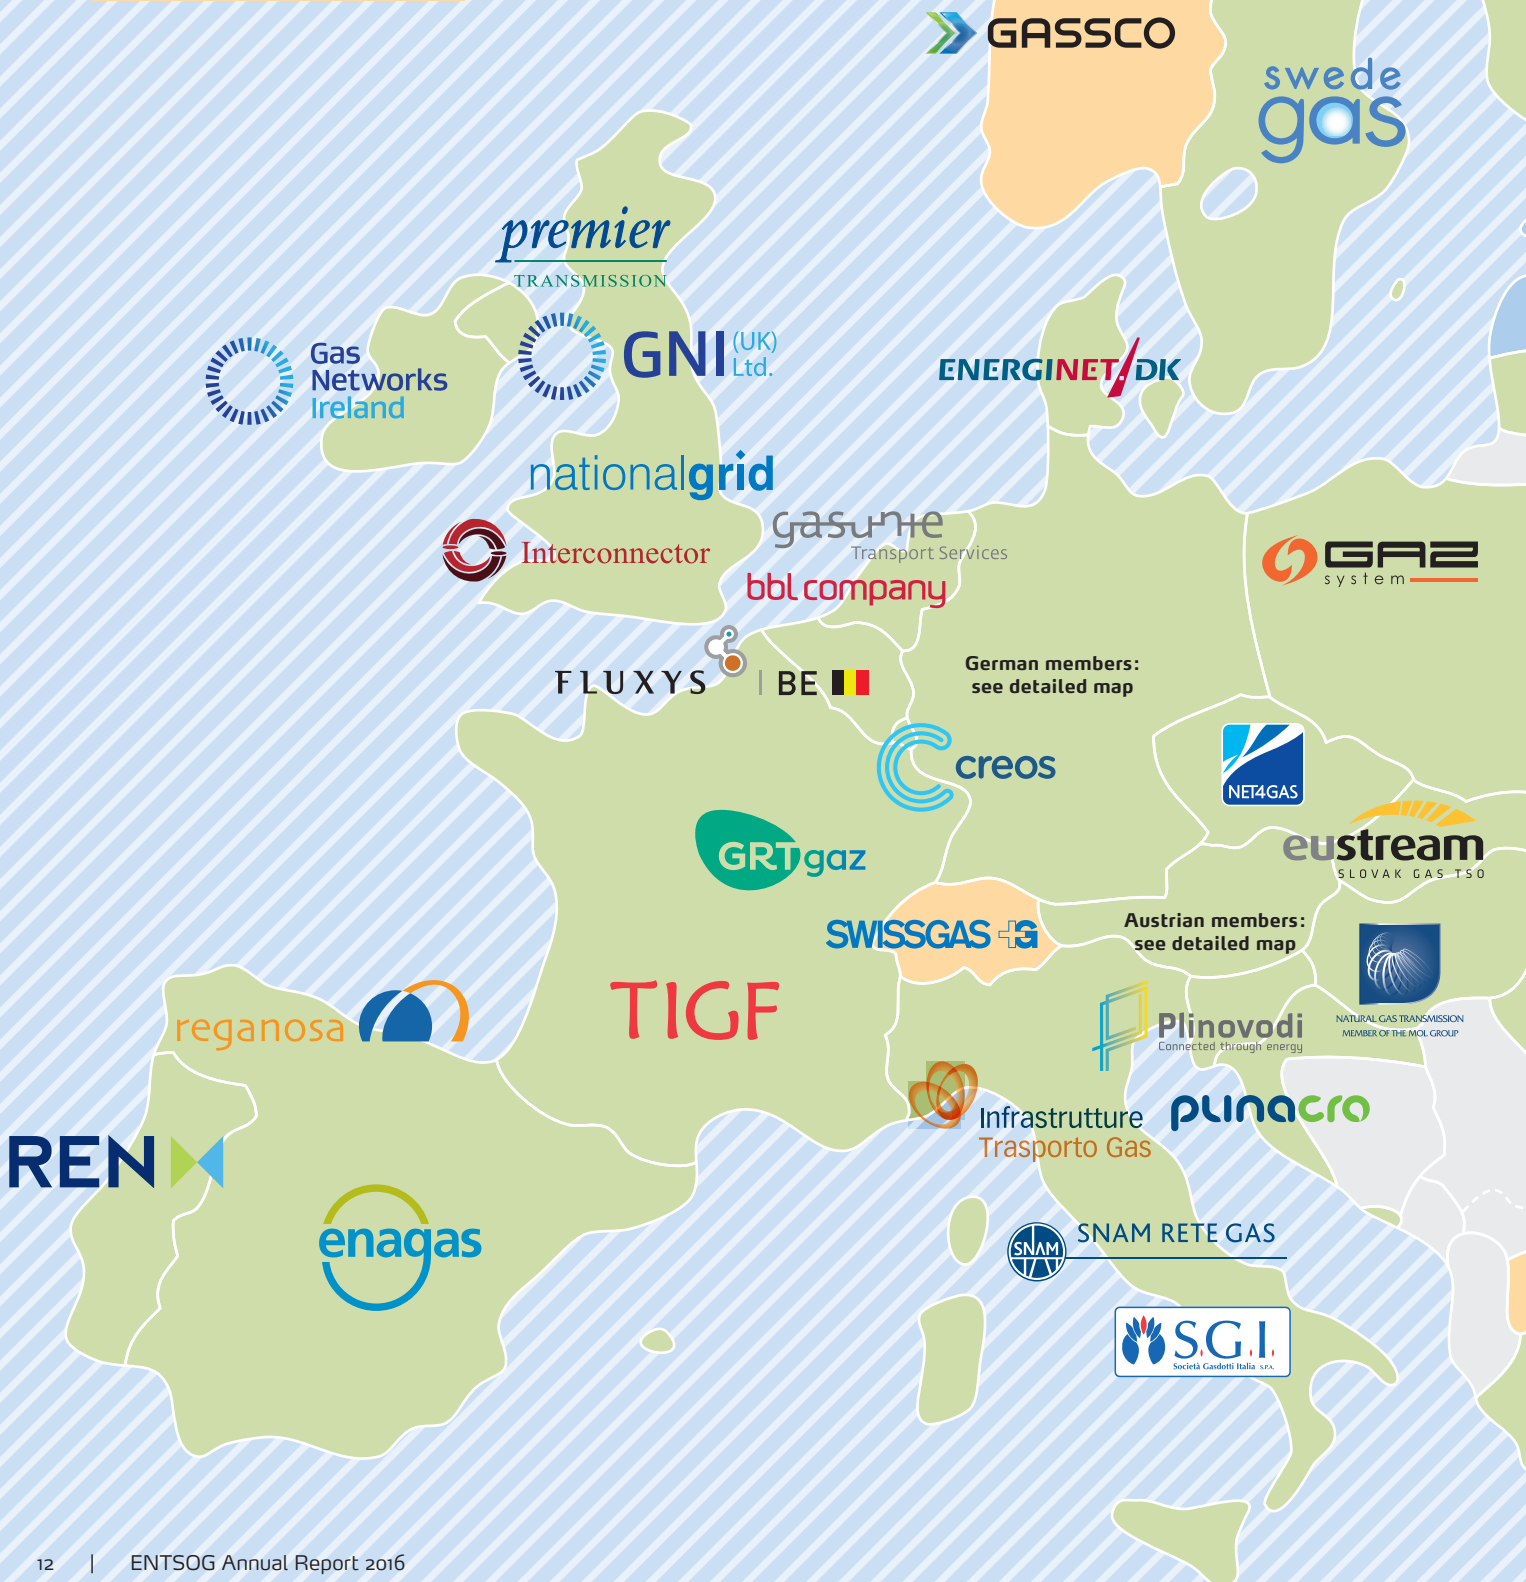 GASSCO
swede
gas
premier
TRANSMISSION
GNI (UK)
Ltd.
Gas
Networks
Ireland
ENERGINET/DK
nationalgrid
gasunie
Transport Services
Interconnector
bbl company
GAZ
system
FLUXYS | BE
German members:
see detailed map
creos
NET4GAS
eustream
SLOVAK GAS TSO
GRTgaz
SWISSGAS +G
Austrian members:
see detailed map
NATURAL GAS TRANSMISSION
MEMBER OF THE MOL GROUP
TIGF
reganosa
Plinovodi
Connected through energy
Infrastrutture
Trasporto Gas
plinacro
REN
enagas
SNAM
SNAM RETE GAS
S.G.I.
Società Gasdotti Italia S.P.A.
12 | ENTSOG Annual Report 2016